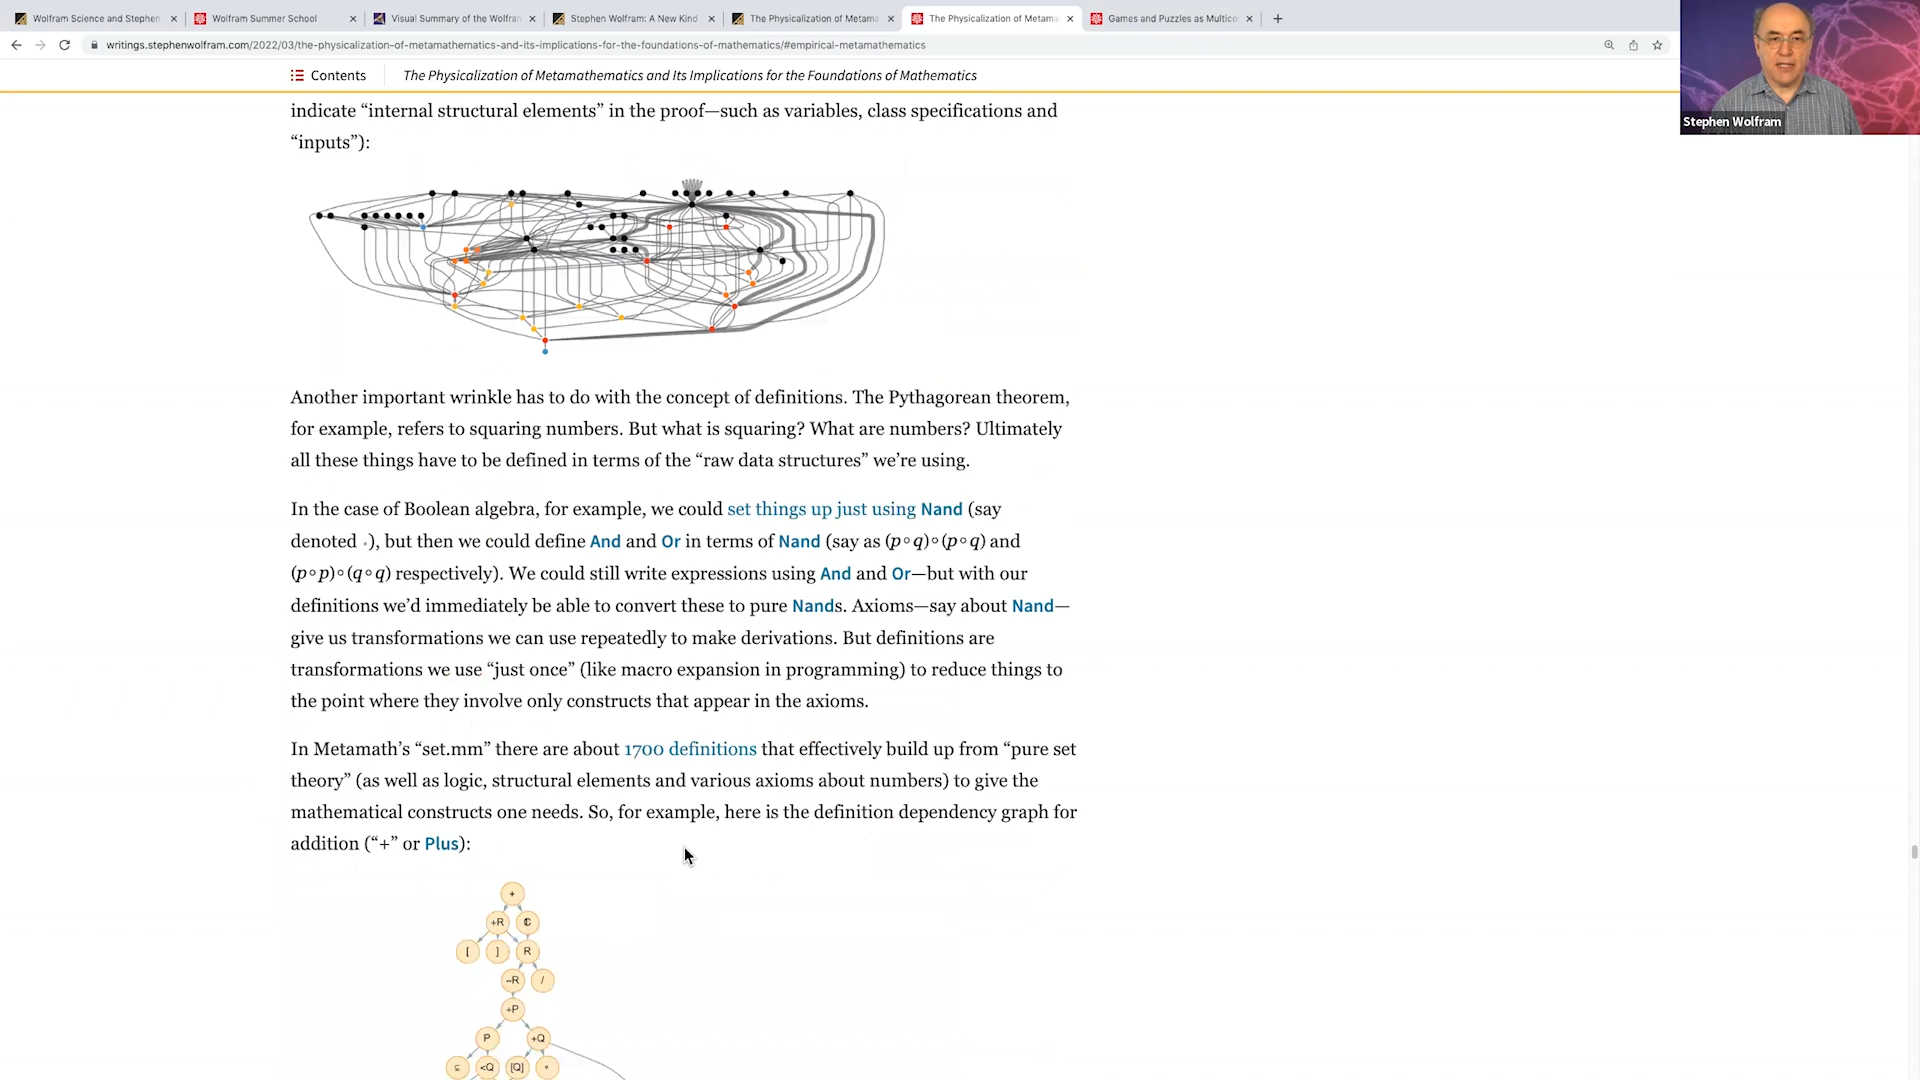 Wolfram Science and Stephen
Wolfram Summer School
Visual Summary of the Wolfran
Stephen Wolfram: A New Kind
The Physicalization of Metama
The Physicalization of Metama
Games and Puzzles as Multico
writings.stephenwolfram.com/2022/03/the-physicalization-of-metamathematics-and-its-implications-for-the-foundations-of-mathematics/#empirical-metamathematics
Stephen Wolfram
Contents
The Physicalization of Metamathematics and Its Implications for the Foundations of Mathematics
indicate “internal structural elements” in the proof—such as variables, class specifications and
“inputs”):
Another important wrinkle has to do with the concept of definitions. The Pythagorean theorem,
for example, refers to squaring numbers. But what is squaring? What are numbers? Ultimately
all these things have to be defined in terms of the “raw data structures” we’re using.
In the case of Boolean algebra, for example, we could set things up just using Nand (say
denoted ∘), but then we could define And and Or in terms of Nand (say as (p∘q)∘(p∘q) and
(p∘p)∘(q∘q) respectively). We could still write expressions using And and Or—but with our
definitions we’d immediately be able to convert these to pure Nands. Axioms—say about Nand—
give us transformations we can use repeatedly to make derivations. But definitions are
transformations we use “just once” (like macro expansion in programming) to reduce things to
the point where they involve only constructs that appear in the axioms.
In Metamath’s “set.mm” there are about 1700 definitions that effectively build up from “pure set
theory” (as well as logic, structural elements and various axioms about numbers) to give the
mathematical constructs one needs. So, for example, here is the definition dependency graph for
addition (“+” or Plus):
+
+R ℂ
[ ] R
~R /
+P
P +Q
⊆ <Q [Q] ∘